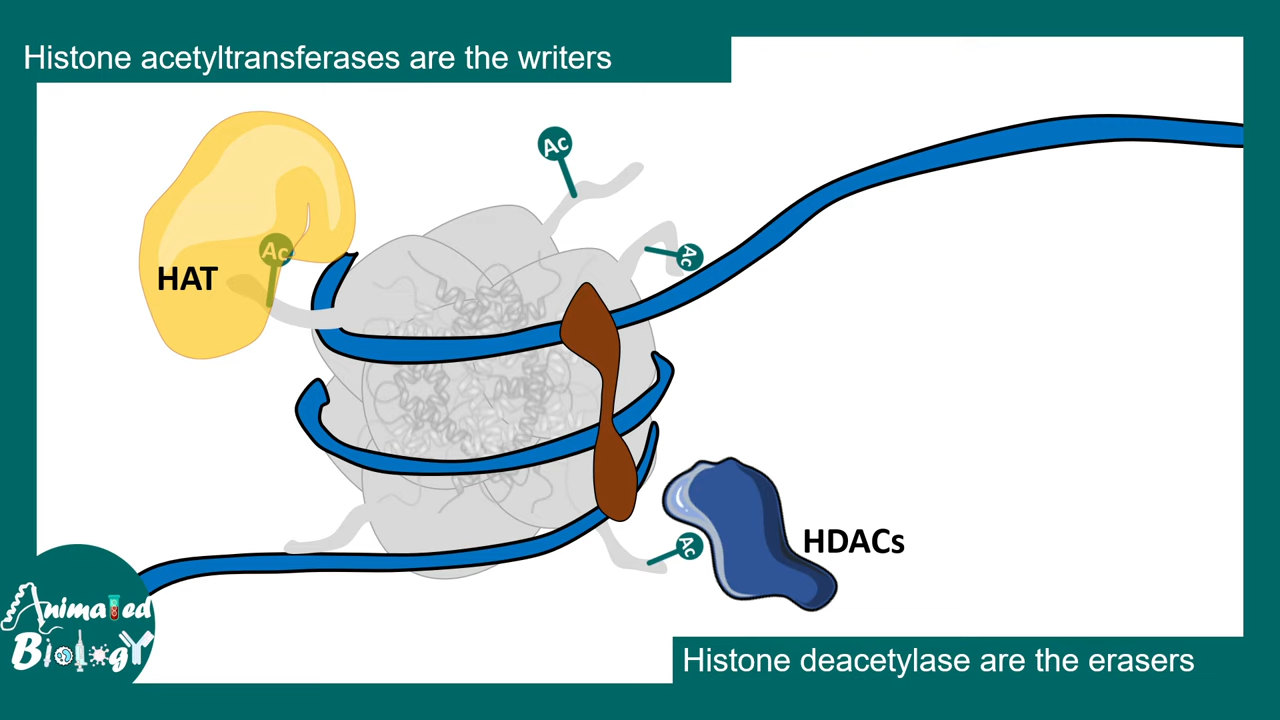 Histone acetyltransferases are the writers
Ac
Ac
Ac
HAT
Ac
HDACs
Animated
Biology
Histone deacetylase are the erasers